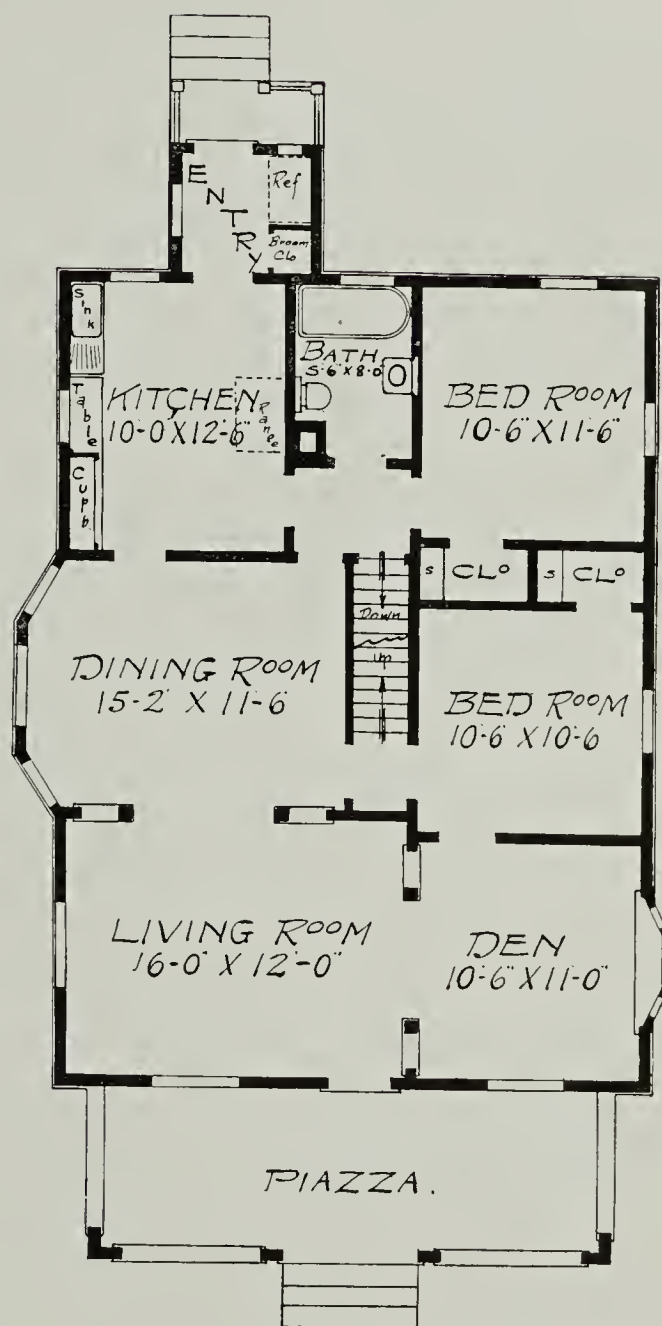 ENTRY
Ref
Broom
Clo
Sink
Table
Cupb
KITCHEN
10-0 X 12'-6"
Range
BATH
5'-6" X 8'-0"
BED ROOM
10'-6" X 11'-6"
S CLO
S CLO
Down
Up
DINING ROOM
15-2' X 11-6"
BED ROOM
10'-6" X 10'-6
LIVING ROOM
16-0" X 12'-0"
DEN
10'-6" X 11'-0"
PIAZZA.